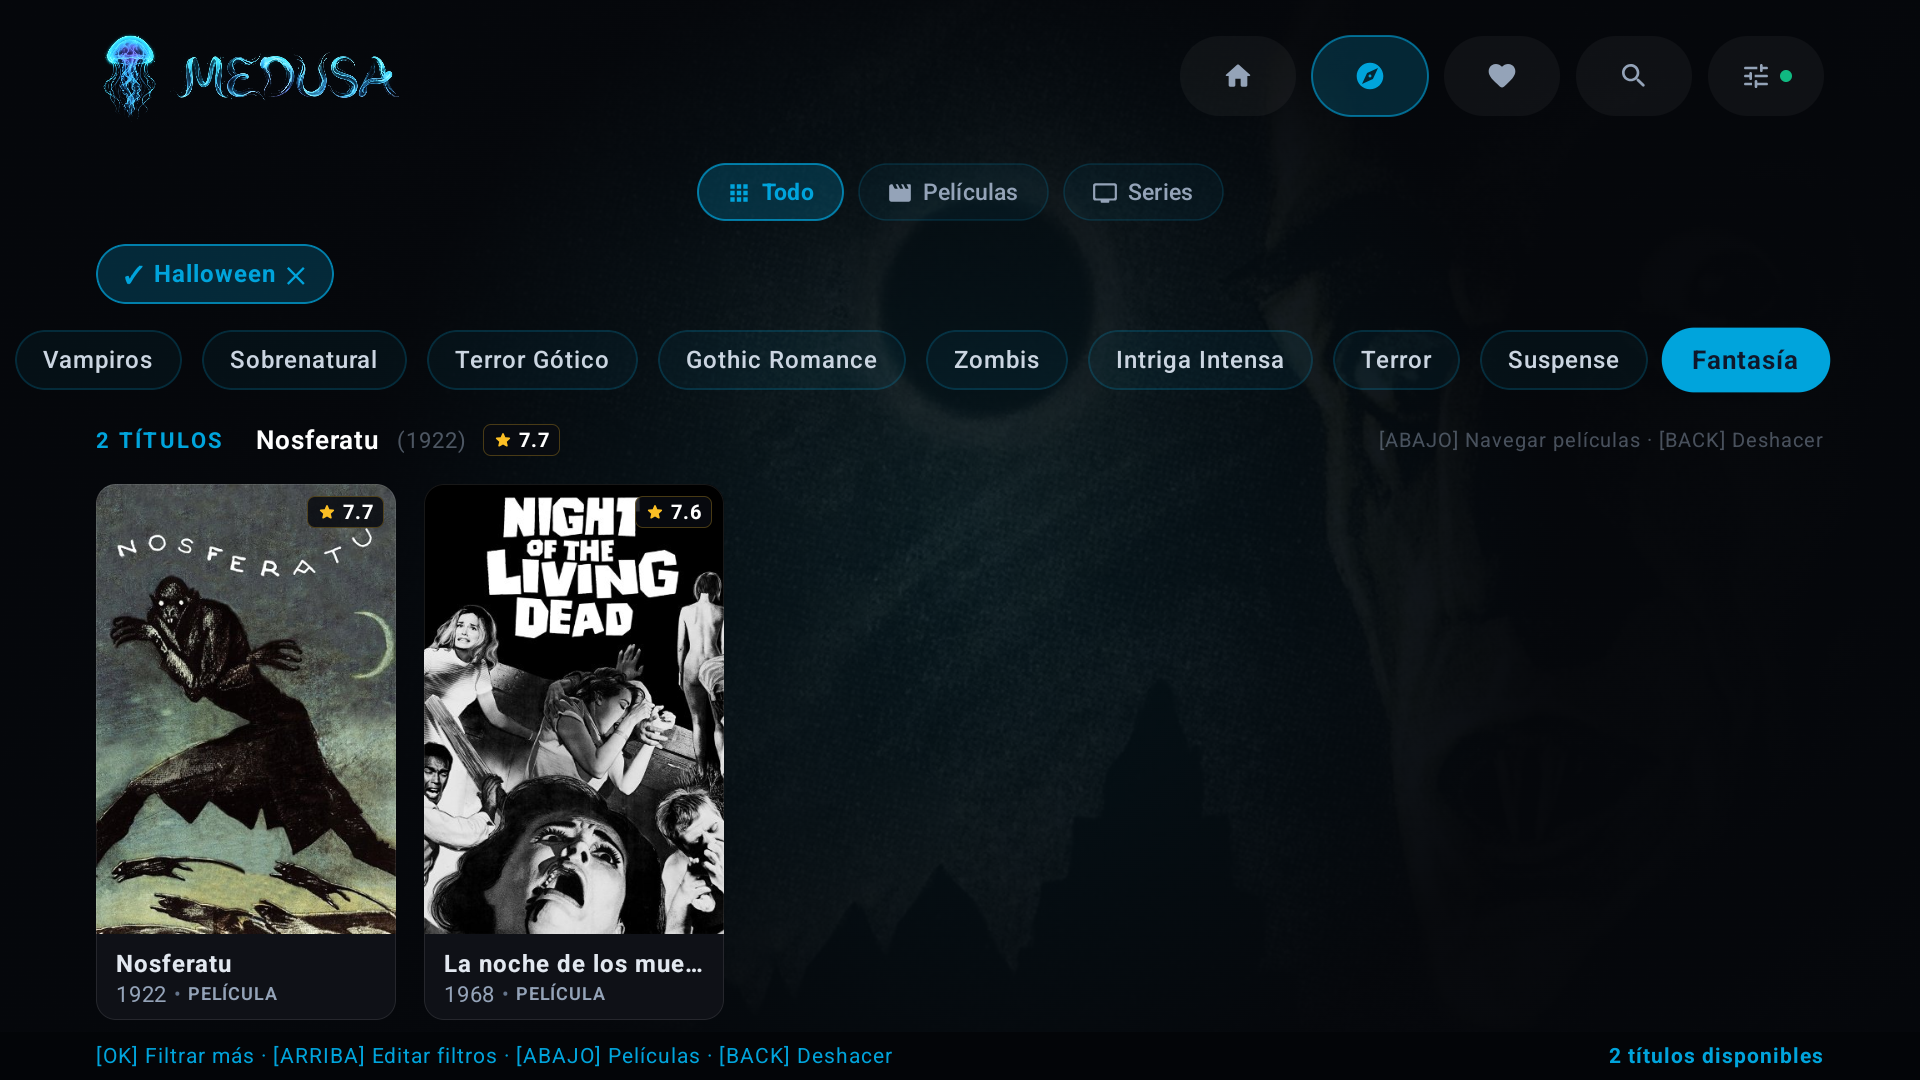 MEDUSA
Todo
Películas
Series
✓ Halloween ×
Vampiros
Sobrenatural
Terror Gótico
Gothic Romance
Zombis
Intriga Intensa
Terror
Suspense
Fantasía
2 TÍTULOS
Nosferatu (1922) ★ 7.7
[ABAJO] Navegar películas · [BACK] Deshacer
★ 7.7
NOSFERATU
★ 7.6
NIGHT
OF THE
LIVING
DEAD
Nosferatu
1922 • PELÍCULA
La noche de los mue…
1968 • PELÍCULA
[OK] Filtrar más · [ARRIBA] Editar filtros · [ABAJO] Películas · [BACK] Deshacer
2 títulos disponibles